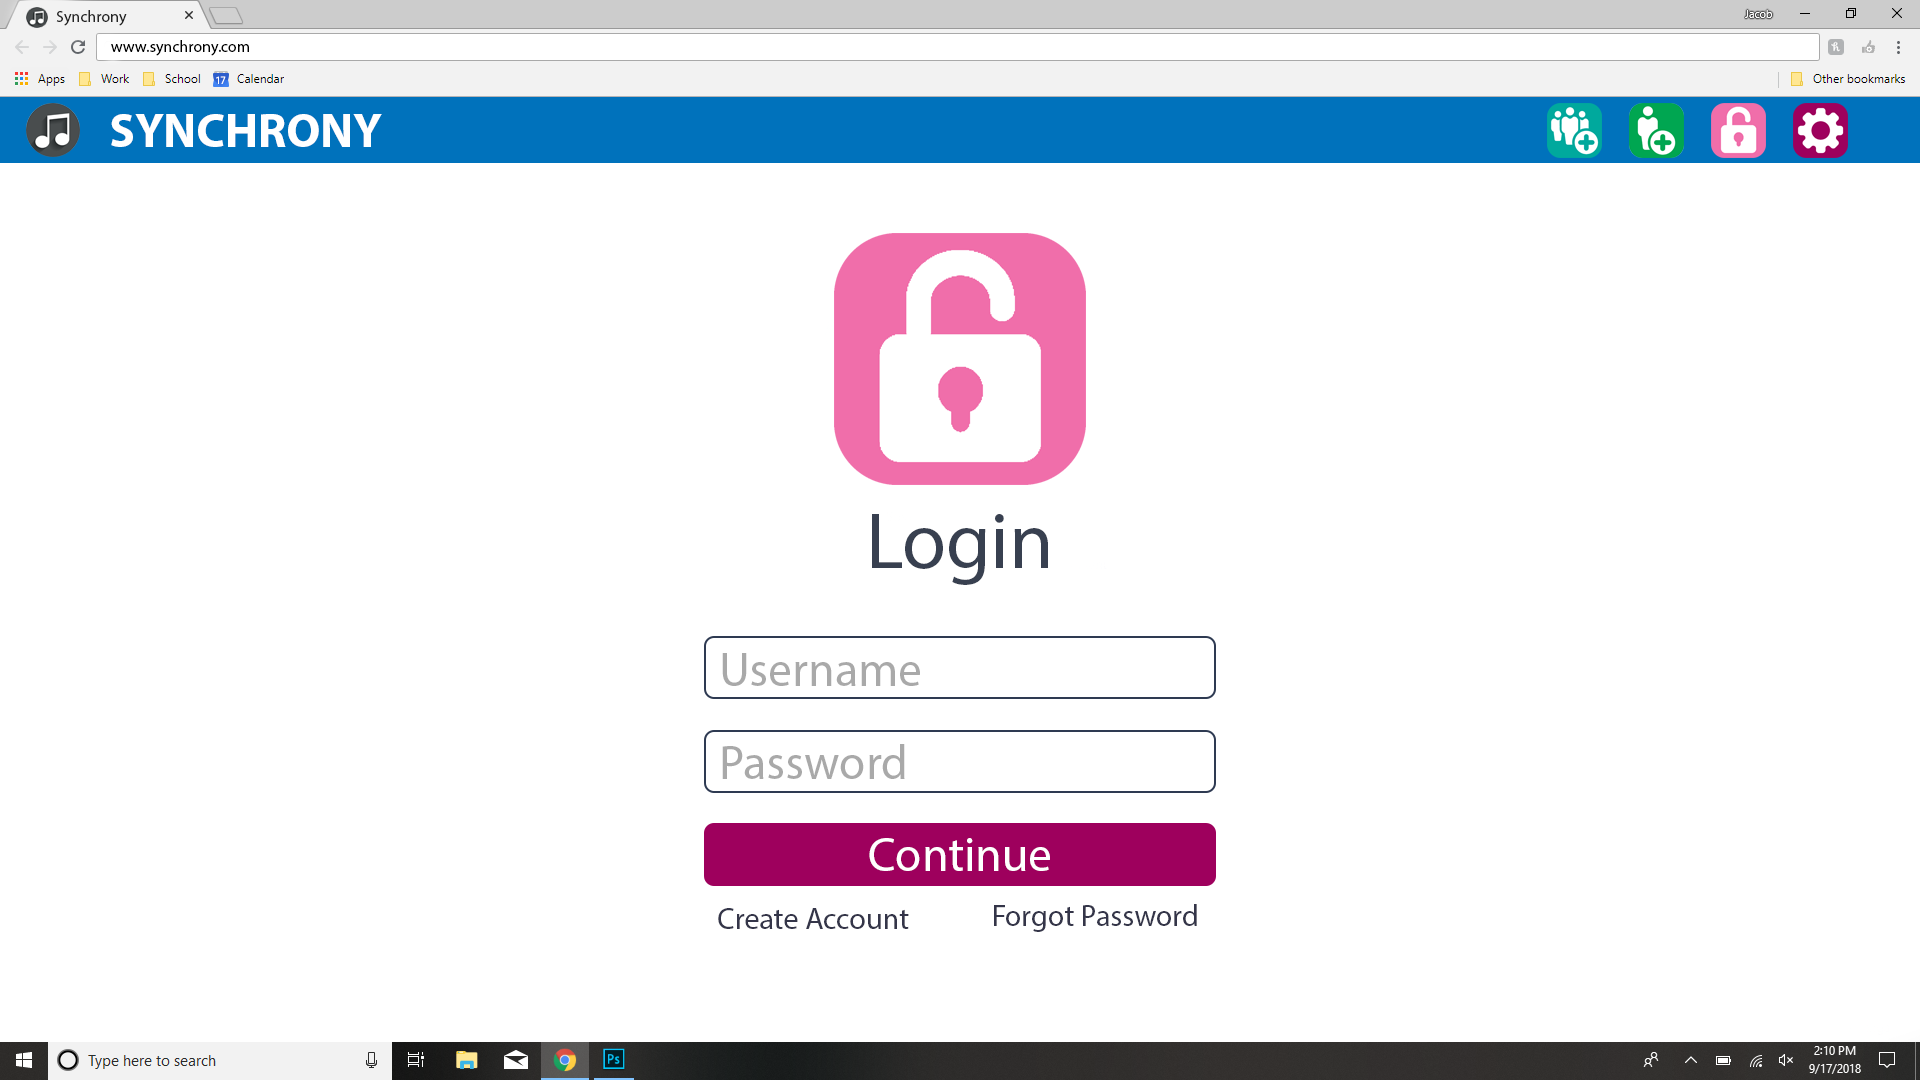 Synchrony
Jacob
www.synchrony.com
Apps
Work
School
17
Calendar
Other bookmarks
SYNCHRONY
Login
Username
Password
Continue
Create Account
Forgot Password
Type here to search
Ps
2:10 PM
9/17/2018